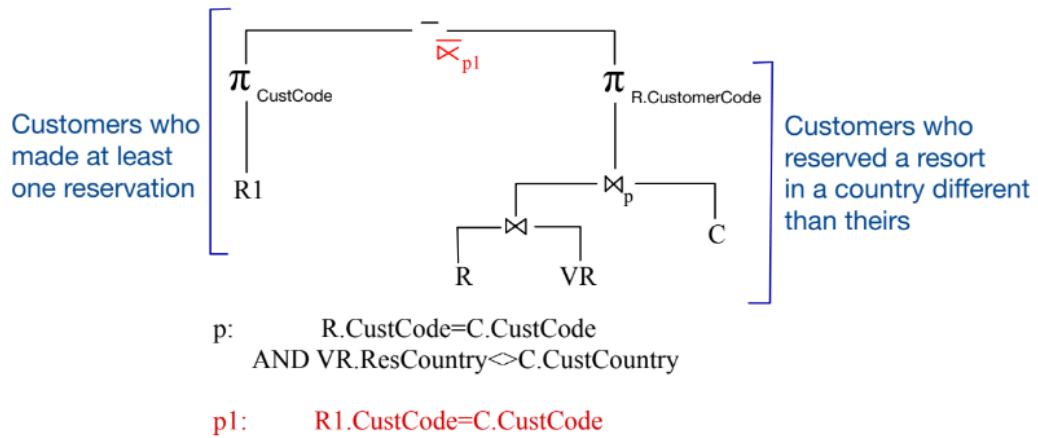 −
⋈̅ p1
π CustCode
π R.CustomerCode
Customers who
made at least
one reservation
Customers who
reserved a resort
in a country different
than theirs
R1
⋈p
⋈
C
R
VR
p: R.CustCode=C.CustCode
AND VR.ResCountry<>C.CustCountry
p1: R1.CustCode=C.CustCode